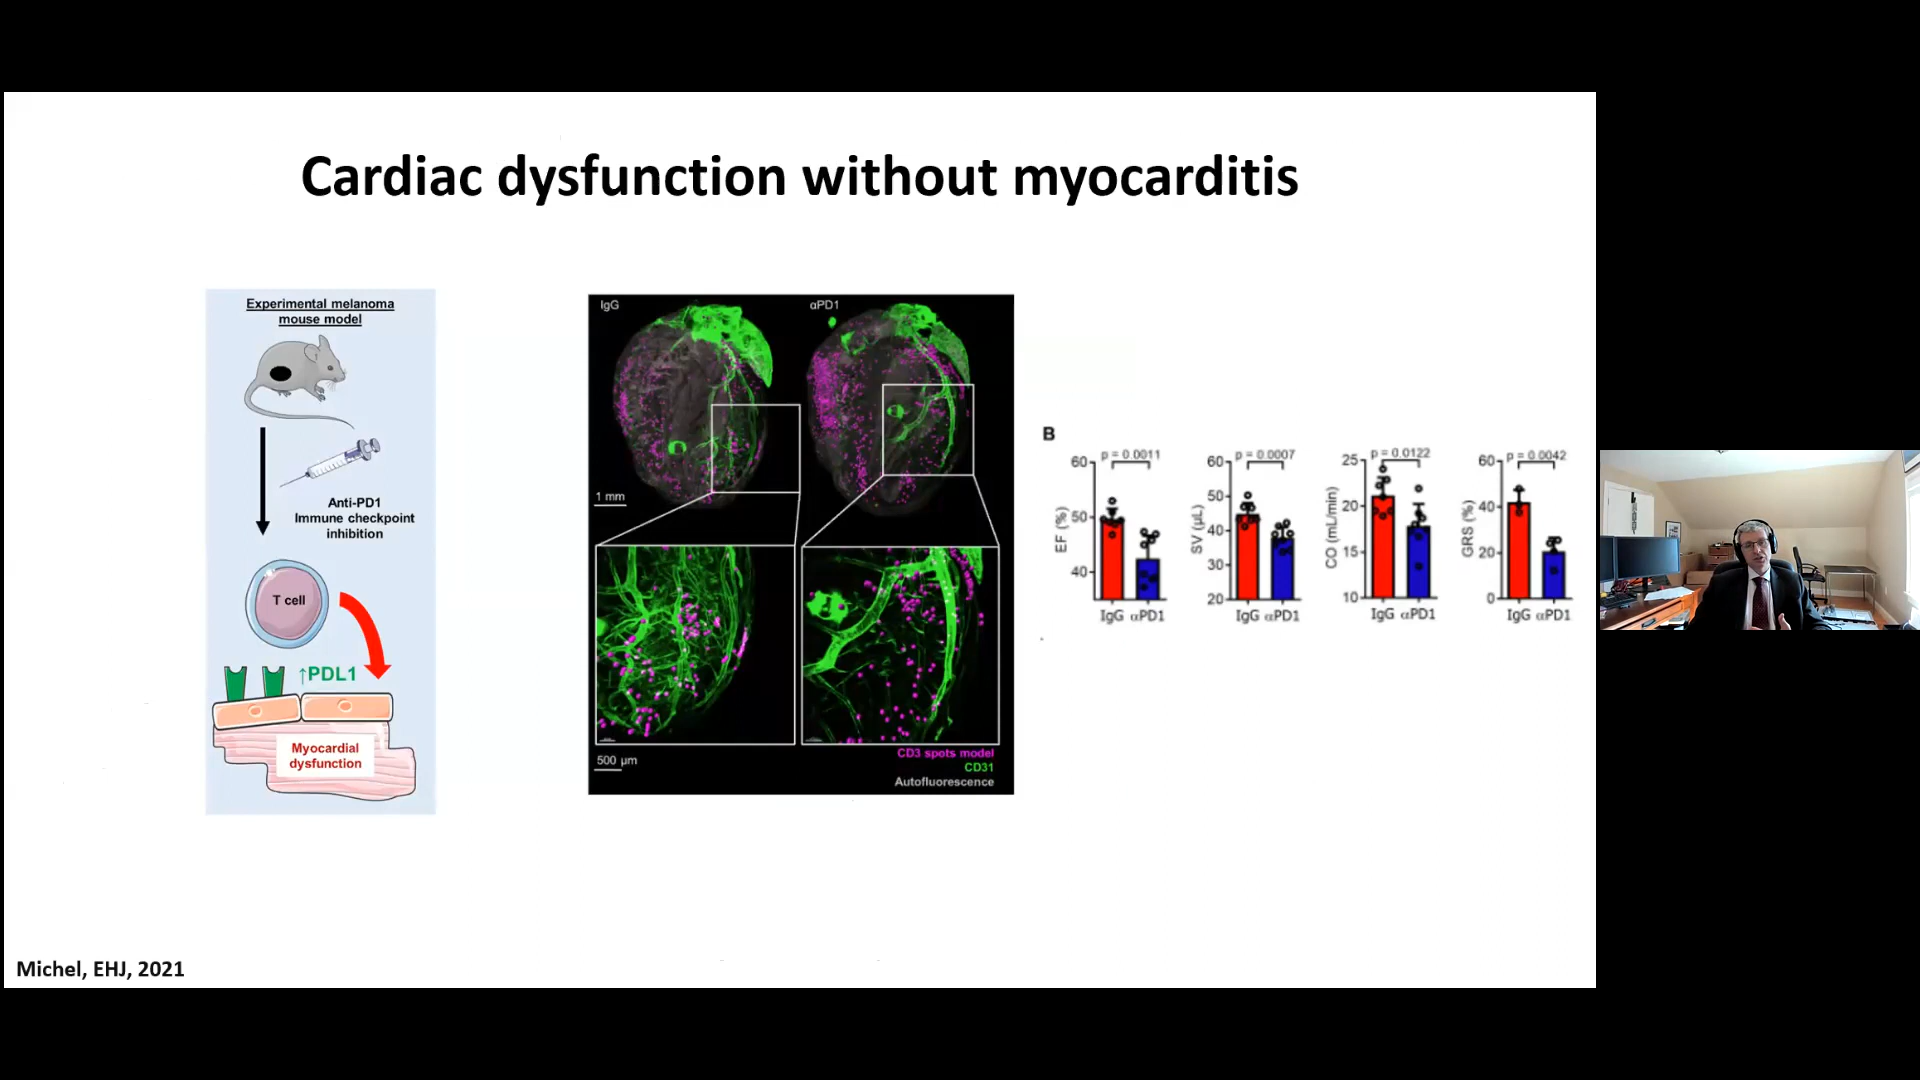 Cardiac dysfunction without myocarditis
Experimental melanoma
mouse model
Anti-PD1
Immune checkpoint
inhibition
T cell
↑PDL1
Myocardial
dysfunction
IgG
αPD1
1 mm
500 µm
CD3 spots model
CD31
Autofluorescence
B
p = 0.0011
60
50
40
EF (%)
IgG αPD1
p = 0.0007
60
50
40
30
20
SV (µL)
IgG αPD1
p = 0.0122
25
20
15
10
CO (mL/min)
IgG αPD1
p = 0.0042
60
40
20
0
GRS (%)
IgG αPD1
Michel, EHJ, 2021